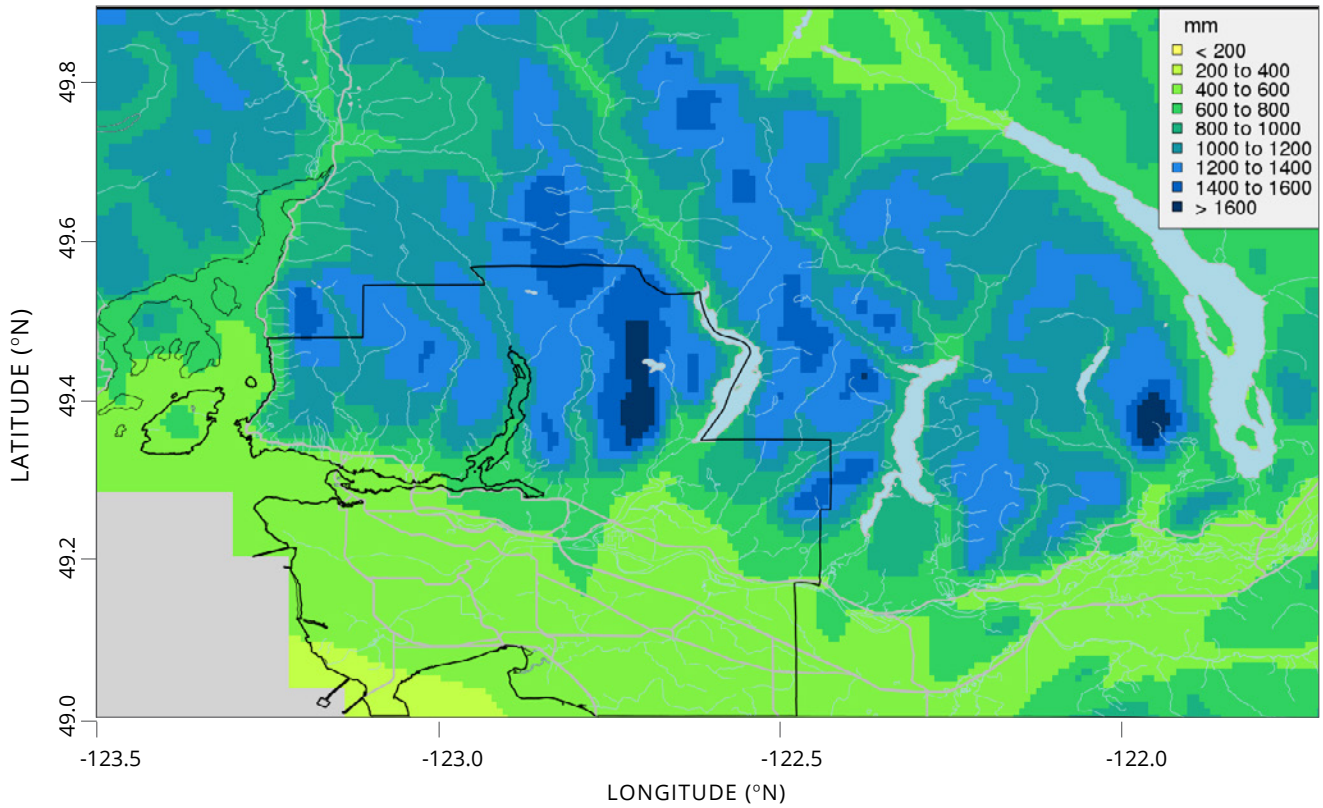 mm
< 200
200 to 400
400 to 600
600 to 800
800 to 1000
1000 to 1200
1200 to 1400
1400 to 1600
> 1600
49.8
49.6
49.4
49.2
49.0
LATITUDE (°N)
-123.5
-123.0
-122.5
-122.0
LONGITUDE (°N)